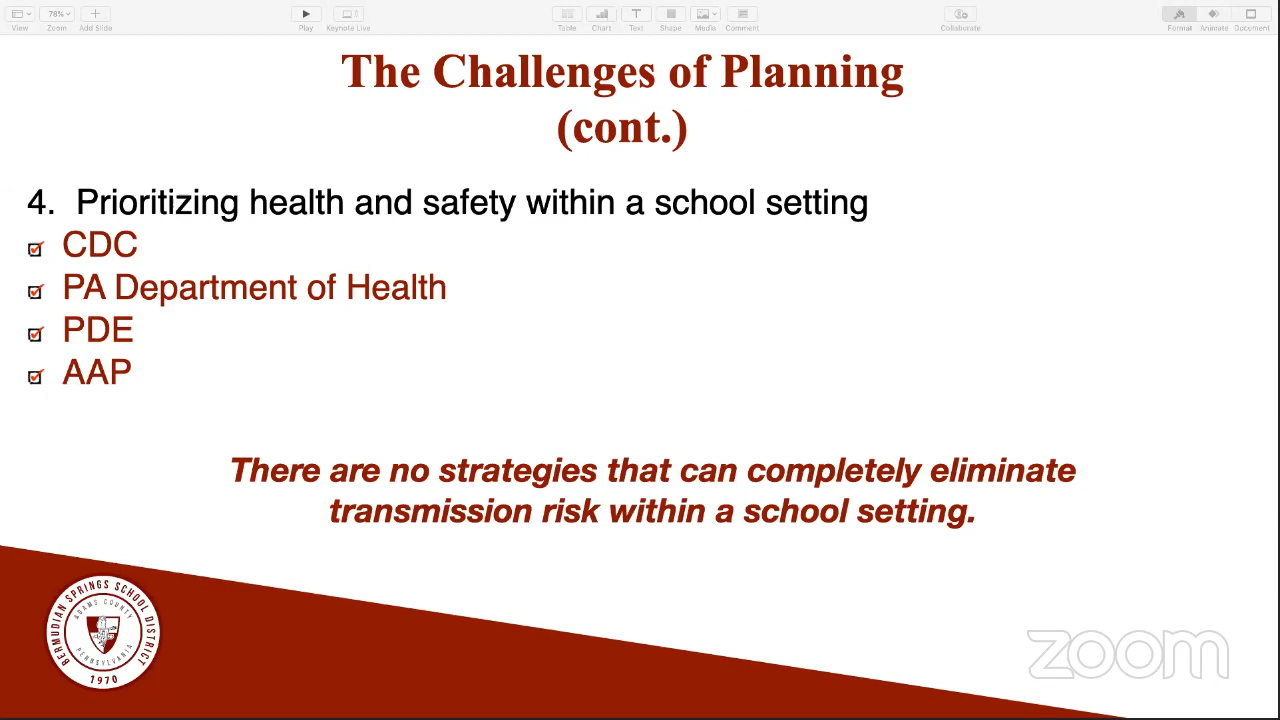 View
76%
Zoom
Add Slide
Play
Keynote Live
Table
Chart
Text
Shape
Media
Comment
Collaborate
Format
Animate
Document
The Challenges of Planning
(cont.)
4. Prioritizing health and safety within a school setting
CDC
PA Department of Health
PDE
AAP
There are no strategies that can completely eliminate
transmission risk within a school setting.
BERMUDIAN SPRINGS SCHOOL DISTRICT
ADAMS COUNTY
PENNSYLVANIA
1970
zoom